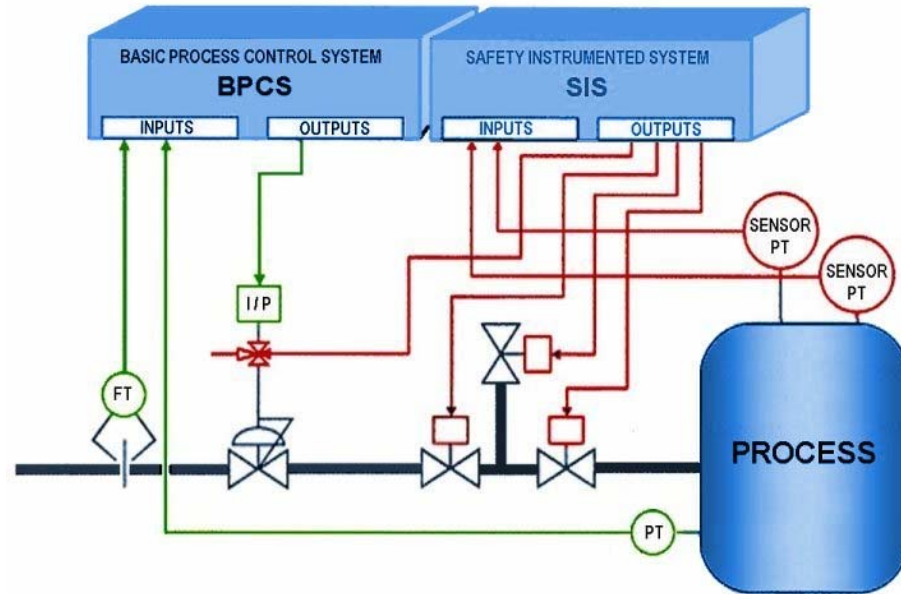 BASIC PROCESS CONTROL SYSTEM
BPCS
INPUTS
OUTPUTS
SAFETY INSTRUMENTED SYSTEM
SIS
INPUTS
OUTPUTS
SENSOR
PT
SENSOR
PT
I / P
FT
PROCESS
PT